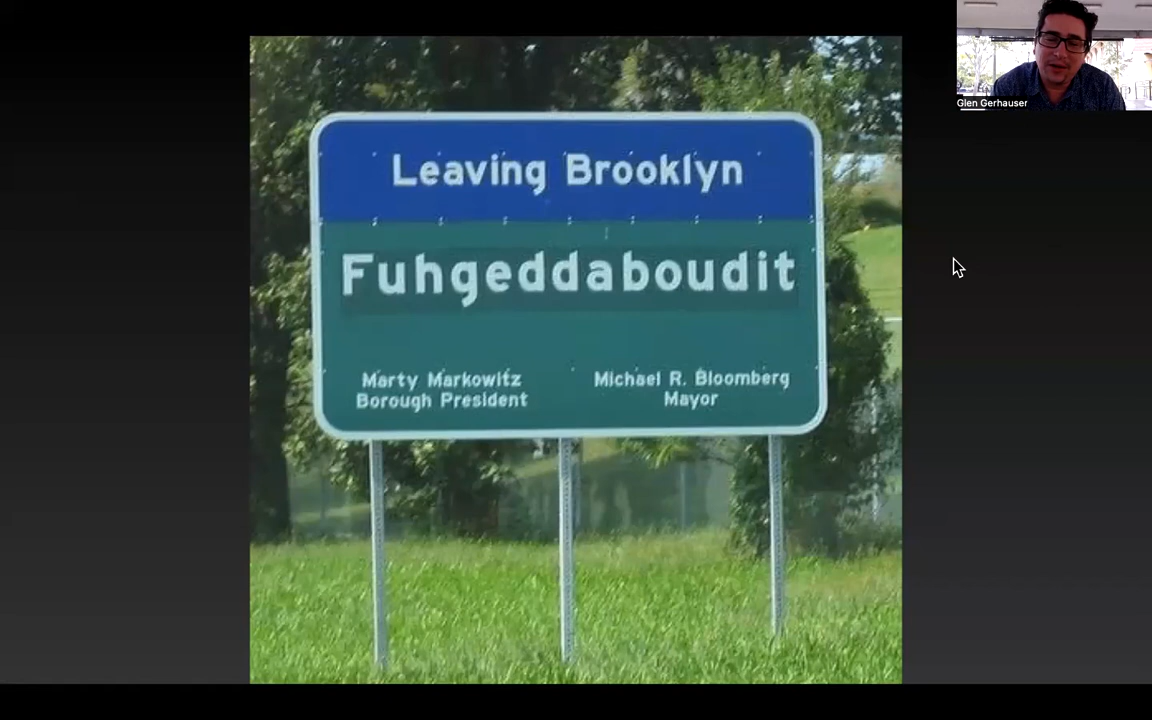 Glen Gerhauser
Leaving Brooklyn
Fuhgeddaboudit
Marty Markowitz
Borough President
Michael R. Bloomberg
Mayor